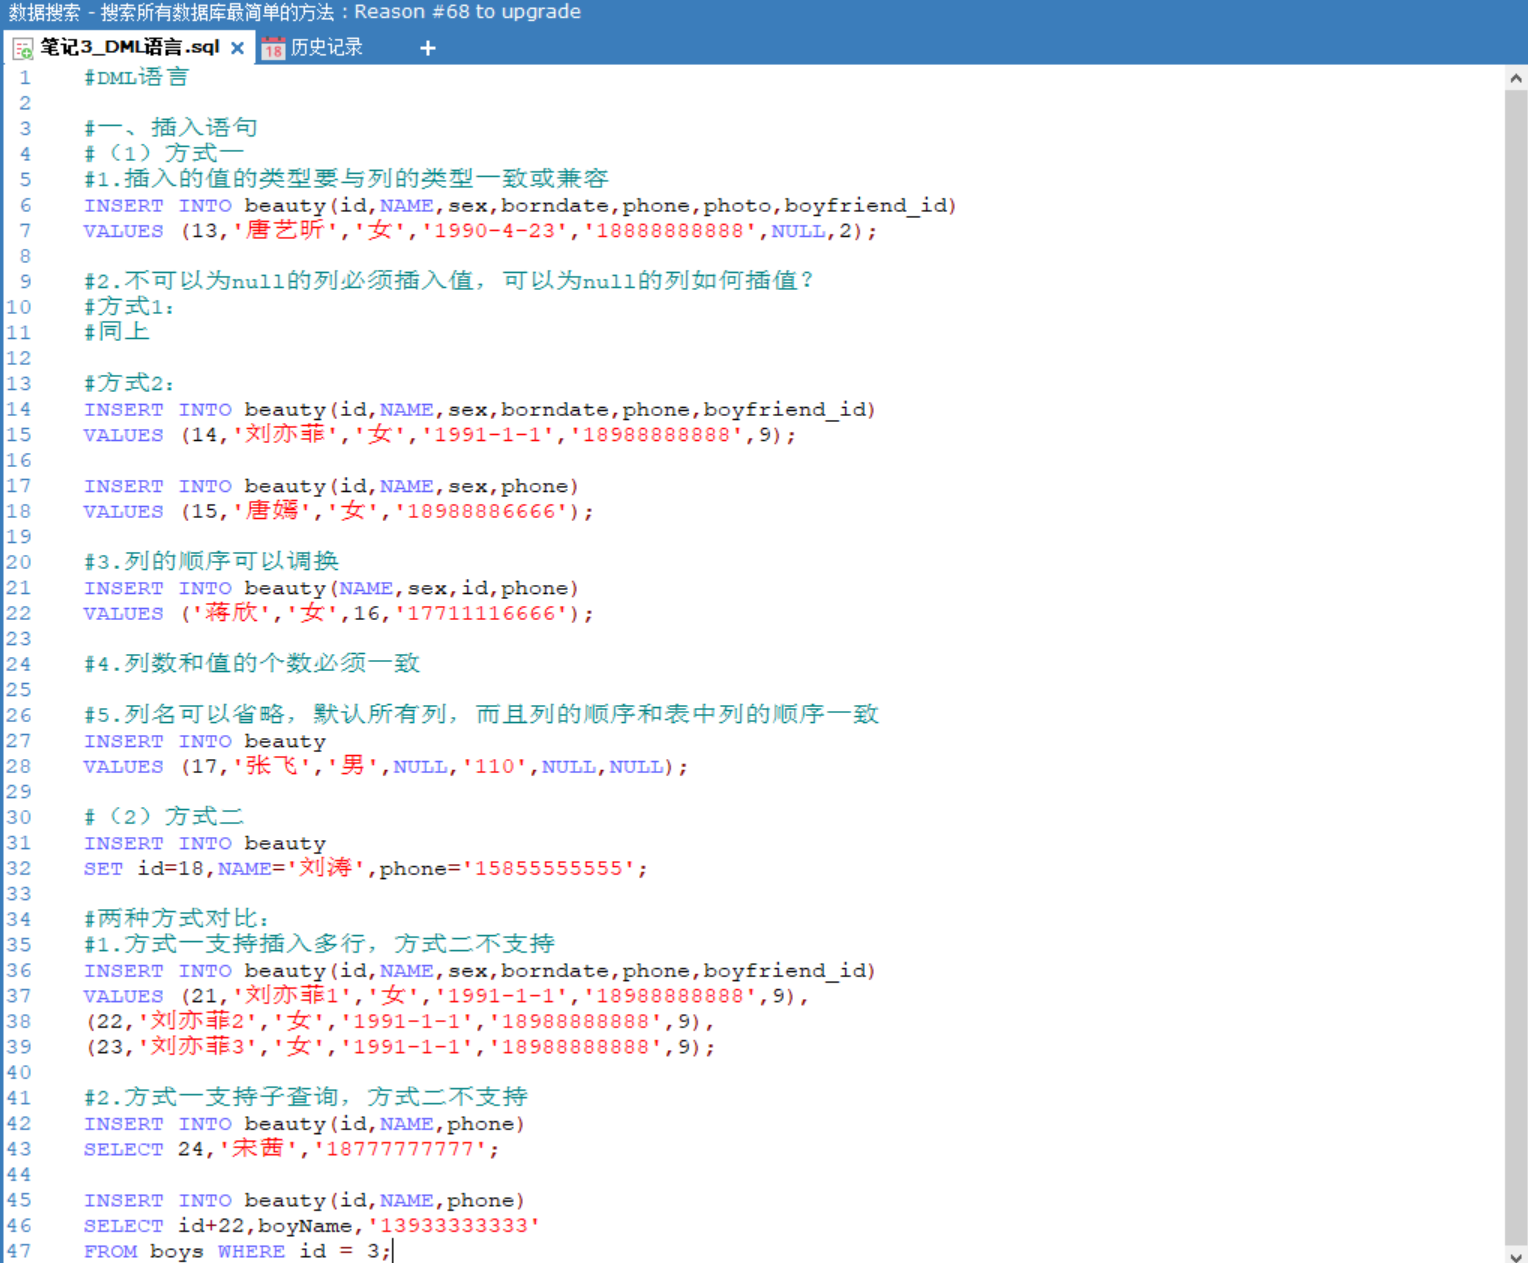 数据搜索 - 搜索所有数据库最简单的方法：Reason #68 to upgrade
笔记3_DML语言.sql 18 历史记录
1 #DML语言
2
3 #一、插入语句
4 #（1）方式一
5 #1.插入的值的类型要与列的类型一致或兼容
6 INSERT INTO beauty(id,NAME,sex,borndate,phone,photo,boyfriend_id)
7 VALUES (13,'唐艺昕','女','1990-4-23','18888888888',NULL,2);
8
9 #2.不可以为null的列必须插入值，可以为null的列如何插值？
10 #方式1：
11 #同上
12
13 #方式2：
14 INSERT INTO beauty(id,NAME,sex,borndate,phone,boyfriend_id)
15 VALUES (14,'刘亦菲','女','1991-1-1','18988888888',9);
16
17 INSERT INTO beauty(id,NAME,sex,phone)
18 VALUES (15,'唐嫣','女','18988886666');
19
20 #3.列的顺序可以调换
21 INSERT INTO beauty(NAME,sex,id,phone)
22 VALUES ('蒋欣','女',16,'17711116666');
23
24 #4.列数和值的个数必须一致
25
26 #5.列名可以省略，默认所有列，而且列的顺序和表中列的顺序一致
27 INSERT INTO beauty
28 VALUES (17,'张飞','男',NULL,'110',NULL,NULL);
29
30 #（2）方式二
31 INSERT INTO beauty
32 SET id=18,NAME='刘涛',phone='15855555555';
33
34 #两种方式对比：
35 #1.方式一支持插入多行，方式二不支持
36 INSERT INTO beauty(id,NAME,sex,borndate,phone,boyfriend_id)
37 VALUES (21,'刘亦菲1','女','1991-1-1','18988888888',9),
38 (22,'刘亦菲2','女','1991-1-1','18988888888',9),
39 (23,'刘亦菲3','女','1991-1-1','18988888888',9);
40
41 #2.方式一支持子查询，方式二不支持
42 INSERT INTO beauty(id,NAME,phone)
43 SELECT 24,'宋茜','18777777777';
44
45 INSERT INTO beauty(id,NAME,phone)
46 SELECT id+22,boyName,'13933333333'
47 FROM boys WHERE id = 3;